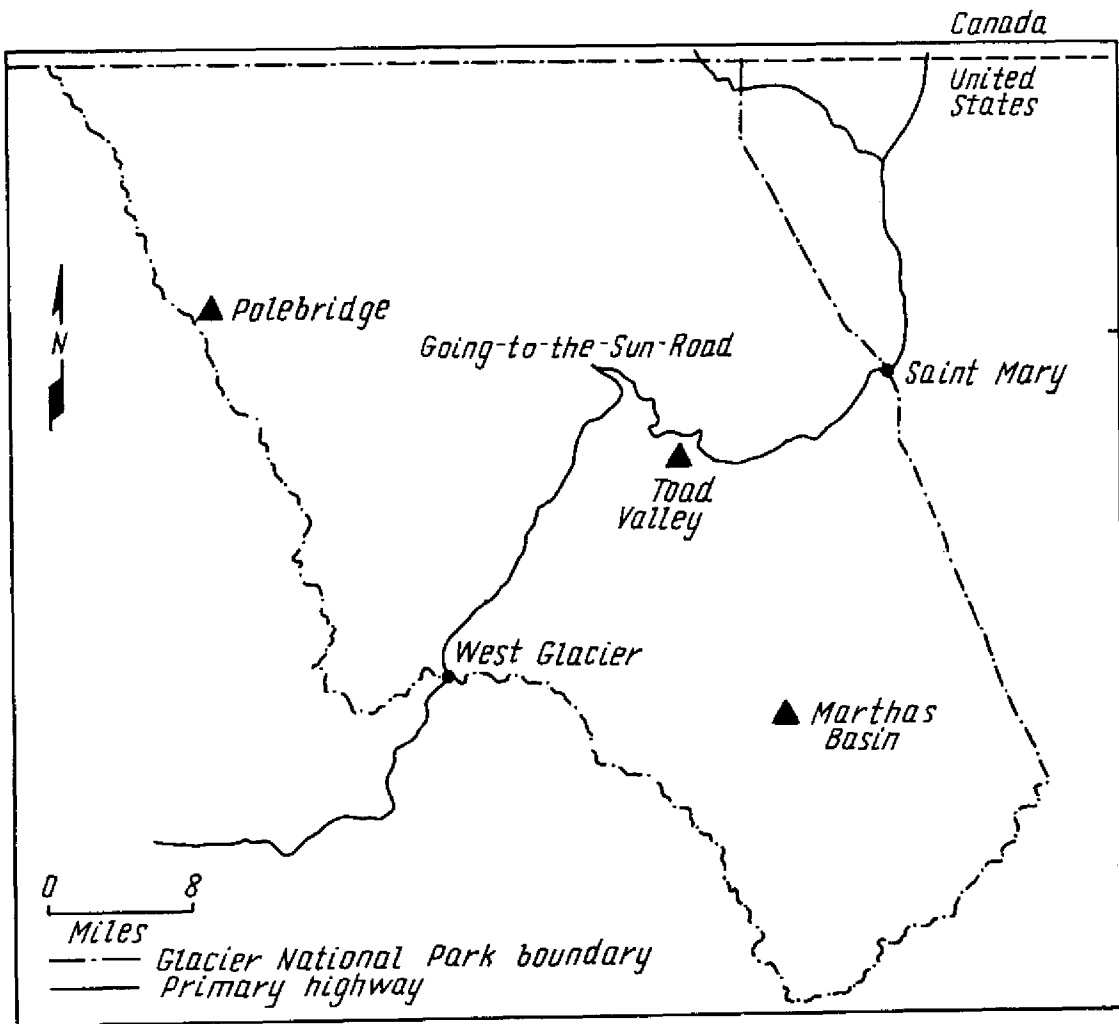 Canada
United
States
Polebridge
N
Going-to-the-Sun-Road
Saint Mary
Toad
Valley
West Glacier
Marthas
Basin
0 8
Miles
Glacier National Park boundary
Primary highway